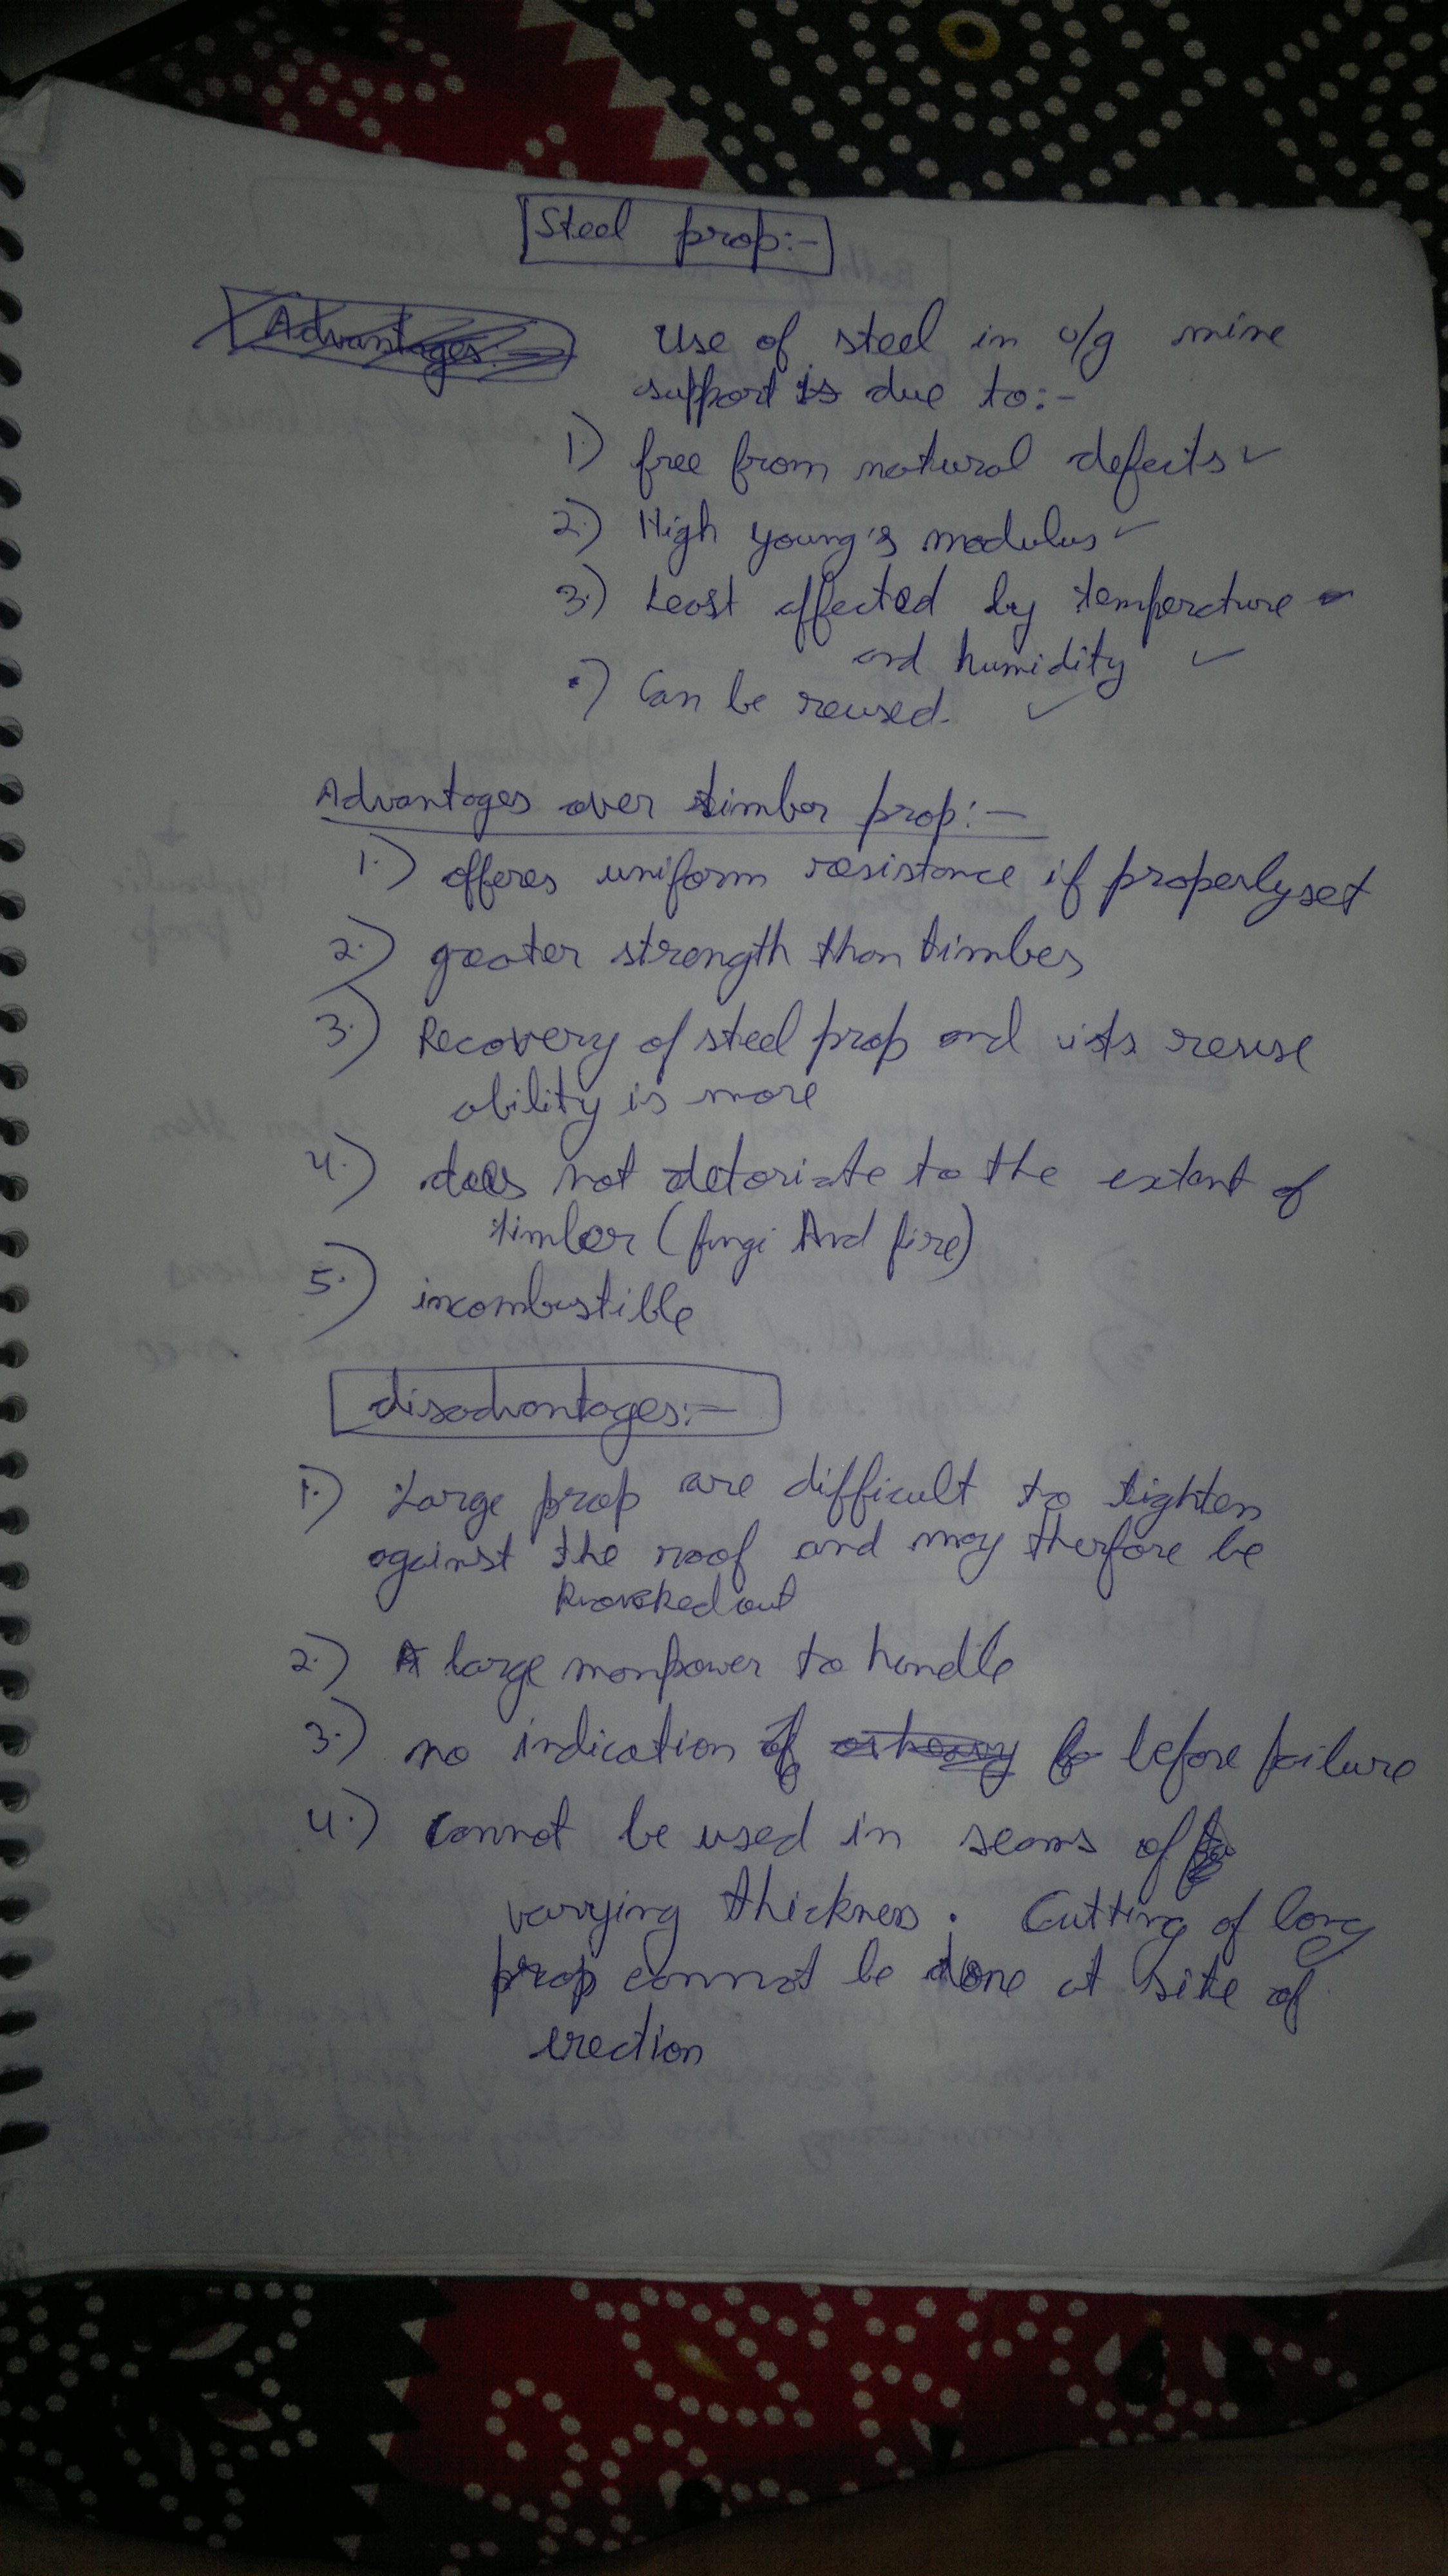 Steel prop:-
Advantages:-
Use of steel in u/g mine
support is due to:-
1) free from natural defects ✓
2.) High young's modulus ✓
3.) Least affected by temperature
and humidity ✓
•) Can be reused. ✓
Advantages over timber prop:-
1.) offeres uniform resistance if properly set
2.) greater strength than timber
3.) Recovery of steel prop and its reuse
ability is more
4.) does not detoriate to the extent of
timber (fungi And fire)
5.) incombustible
disadvantages:-
1.) Large prop are difficult to tighten
against the roof and may therfore be
out
2.) A large manpower to handle
3.) no indication of before failure
4.) Cannot be used in seams of
varying thickness. Cutting of long
prop cannot be done at site of
erection